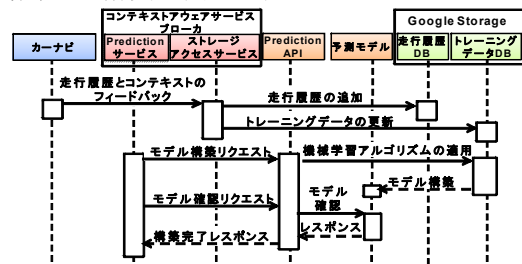 コンテキストアウェアサービス
ブローカ
Google Storage
カーナビ
Prediction
サービス
ストレージ
アクセスサービス
Prediction
API
予測モデル
走行履歴
DB
トレーニング
データDB
走行履歴とコンテキストの
フィードバック
走行履歴の追加
トレーニングデータの更新
モデル構築リクエスト
機械学習アルゴリズムの適用
モデル構築
モデル確認リクエスト
モデル
確認
レスポンス
構築完了レスポンス